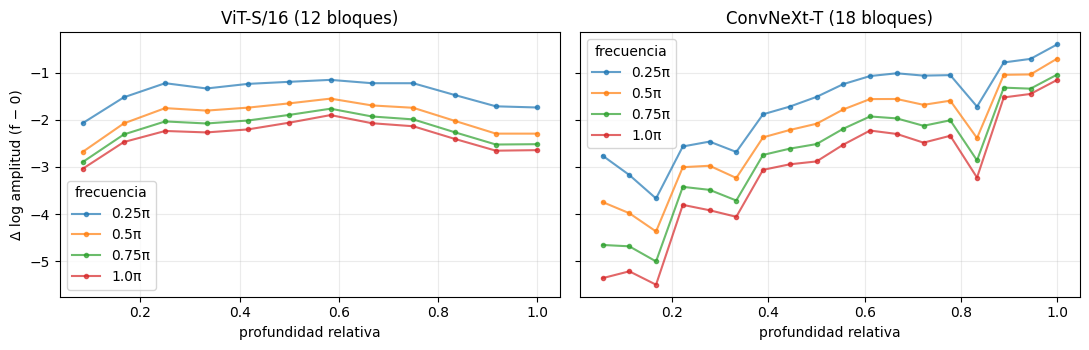 ViT-S/16 (12 bloques)
Δ log amplitud (f − 0)
−1
−2
−3
−4
−5
frecuencia
0.25π
0.5π
0.75π
1.0π
0.2
0.4
0.6
0.8
1.0
profundidad relativa
ConvNeXt-T (18 bloques)
frecuencia
0.25π
0.5π
0.75π
1.0π
0.2
0.4
0.6
0.8
1.0
profundidad relativa